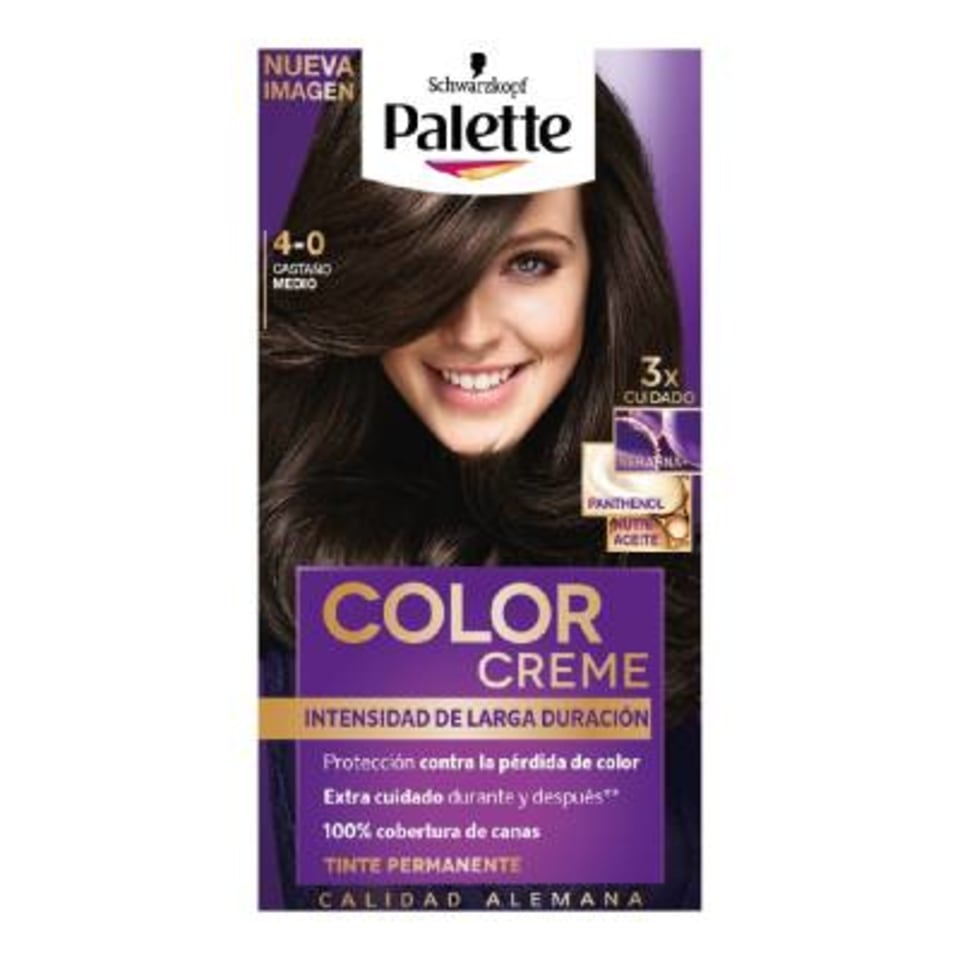 NUEVA
IMAGEN
Schwarzkopf
Palette
4-0
CASTAÑO
MEDIO
3x
CUIDADO
PANTHENOL
NUTRI
ACEITE
COLOR
CREME
INTENSIDAD DE LARGA DURACIÓN
Protección contra la pérdida de color
Extra cuidado durante y después**
100% cobertura de canas
TINTE PERMANENTE
CALIDAD ALEMANA